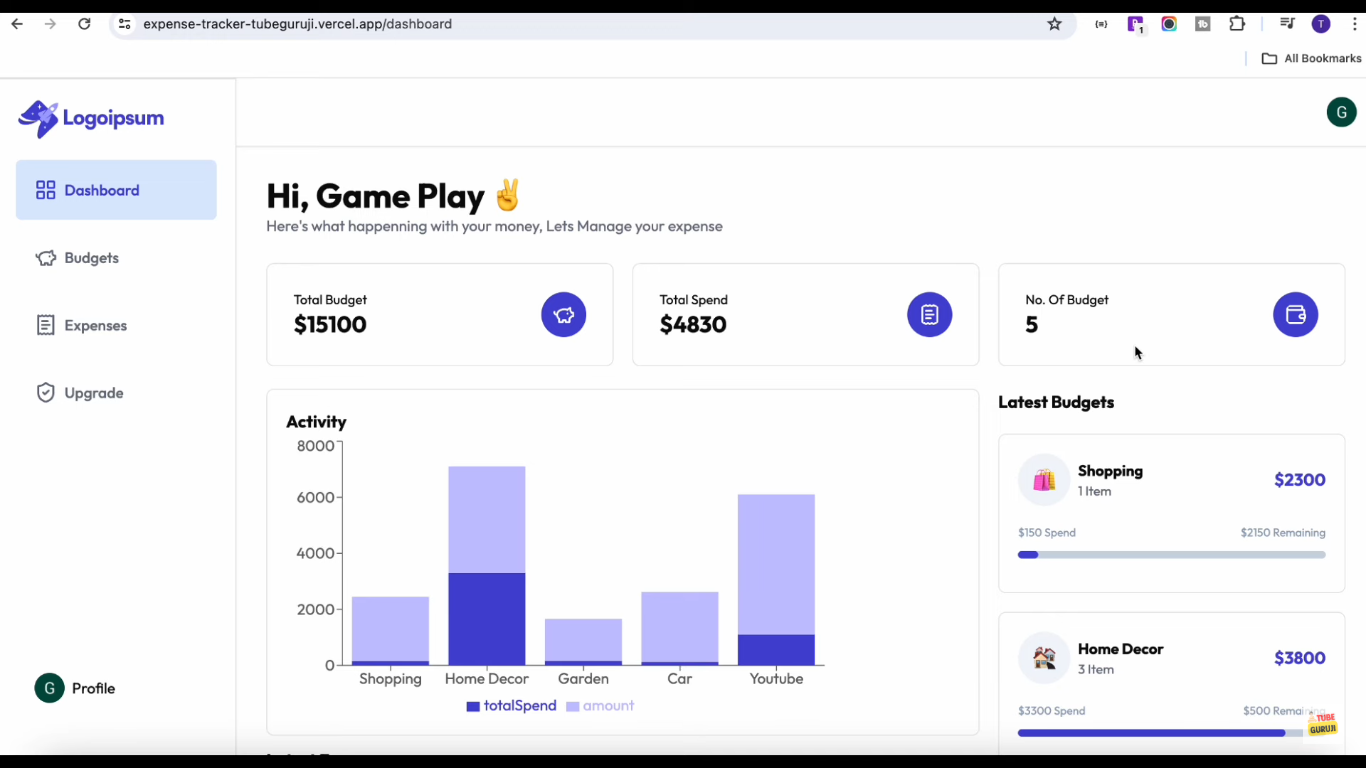 expense-tracker-tubeguruji.vercel.app/dashboard
1
T
All Bookmarks
Logoipsum
G
Dashboard
Budgets
Expenses
Upgrade
G Profile
Hi, Game Play ✌️
Here's what happenning with your money, Lets Manage your expense
Total Budget
$15100
Total Spend
$4830
No. Of Budget
5
Activity
8000
6000
4000
2000
0
Shopping Home Decor Garden Car Youtube
totalSpend amount
Latest Budgets
Shopping
1 Item
$2300
$150 Spend $2150 Remaining
Home Decor
3 Item
$3800
$3300 Spend $500
TUBE
GURUJI